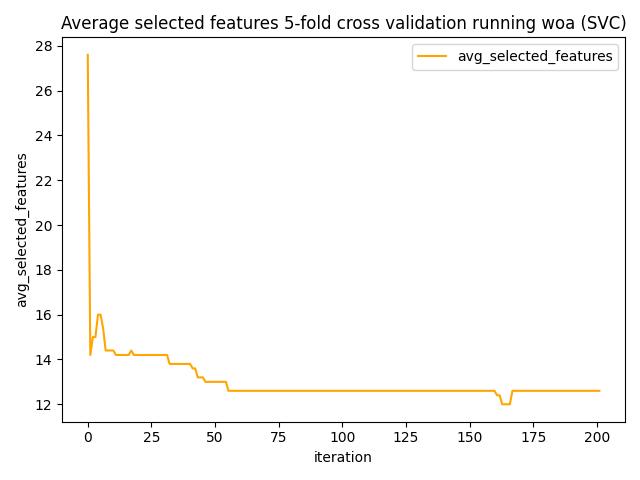 Average selected features 5-fold cross validation running woa (SVC)
avg_selected_features
28
26
24
22
20
18
16
14
12
avg_selected_features
0 25 50 75 100 125 150 175 200
iteration